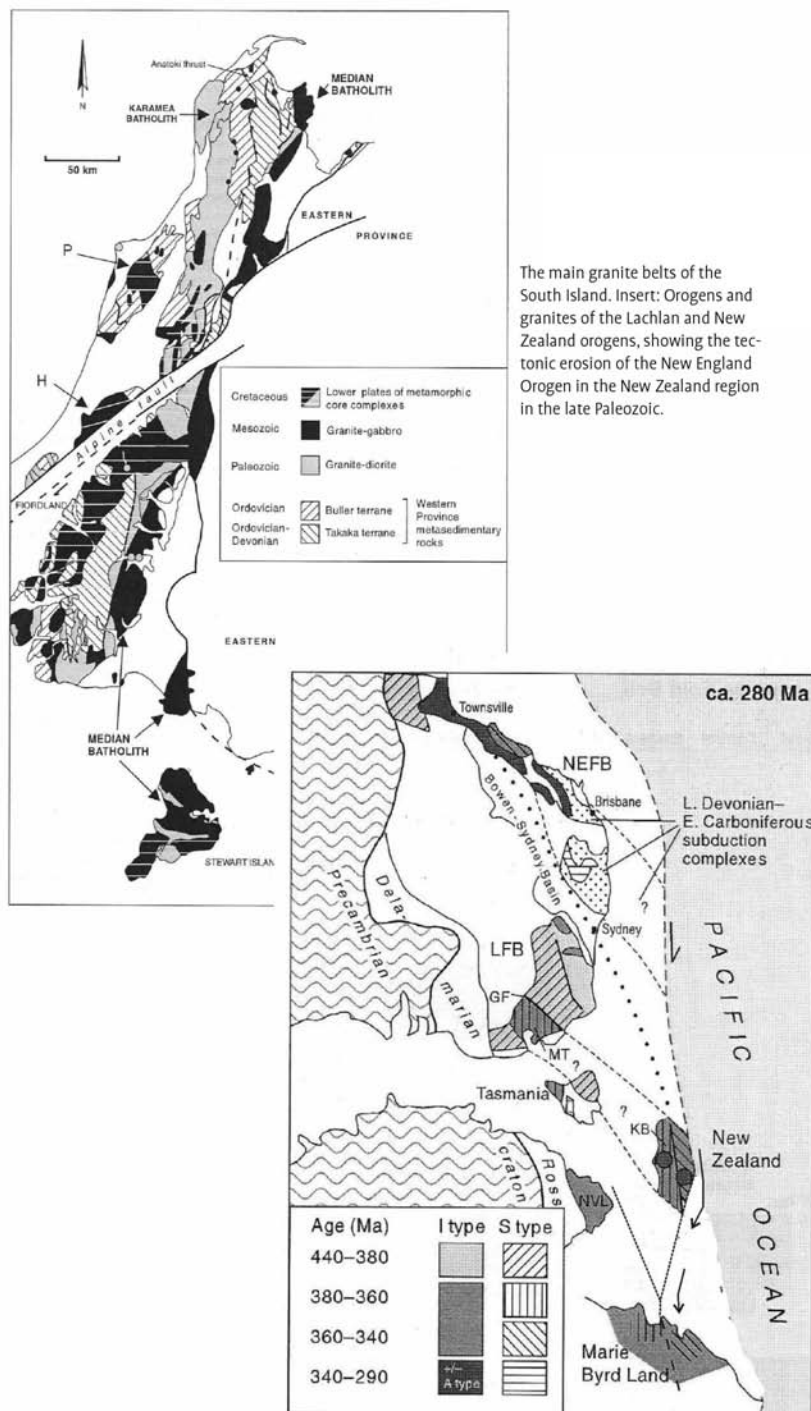 Anatoki thrust
MEDIAN
BATHOLITH
KARAMEA
BATHOLITH
N
50 km
EASTERN
PROVINCE
P
H
Alpine fault
FIORDLAND
Cretaceous
Lower plates of metamorphic
core complexes
Mesozoic
Granite-gabbro
Paleozoic
Granite-diorite
Ordovician
Buller terrane
Ordovician-
Devonian
Takaka terrane
Western
Province
metasedimentary
rocks
EASTERN
MEDIAN
BATHOLITH
STEWART ISLAN
The main granite belts of the
South Island. Insert: Orogens and
granites of the Lachlan and New
Zealand orogens, showing the tec-
tonic erosion of the New England
Orogen in the New Zealand region
in the late Paleozoic.
ca. 280 Ma
Townsville
NEFB
Brisbane
Bowen-Sydney Basin
L. Devonian–
E. Carboniferous
subduction
complexes
?
Precambrian
Dela-
marian
Sydney
LFB
GF
MT
?
Tasmania
?
KB
New
Zealand
PACIFIC
OCEAN
craton
Ross
NVL
Marie
Byrd Land
Age (Ma)
I type
S type
440–380
380–360
360–340
340–290
+/–
A type